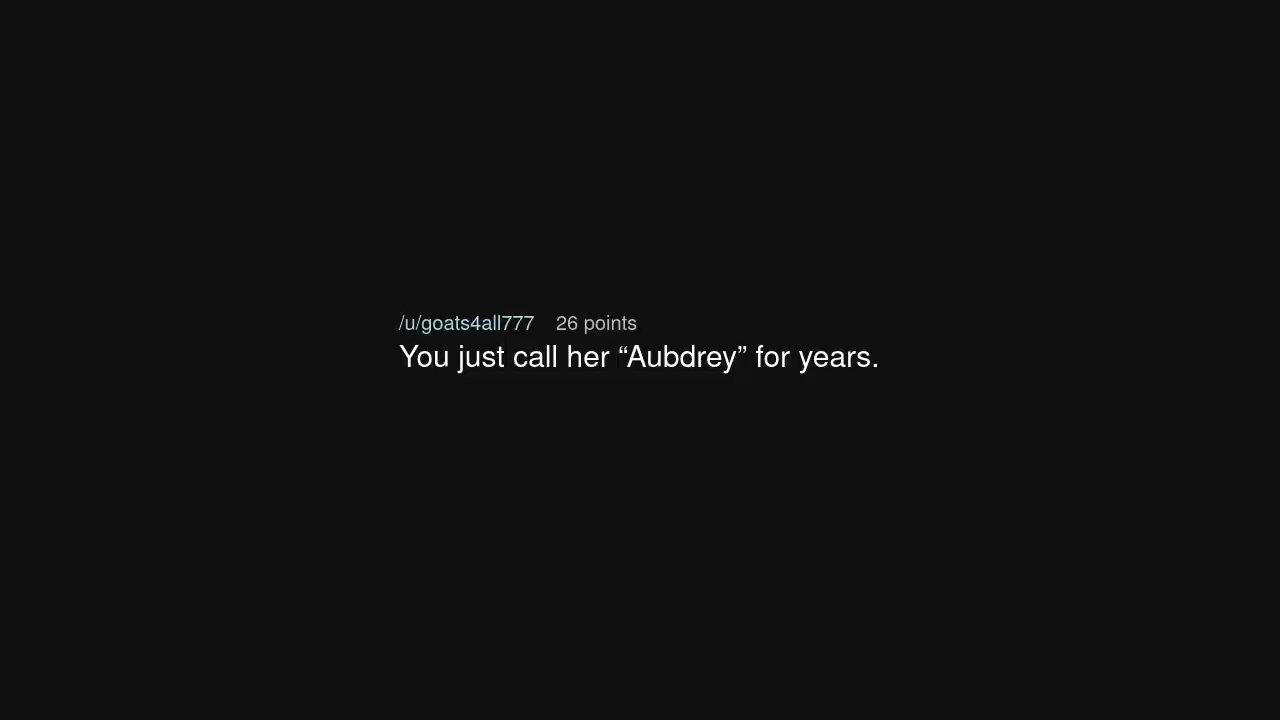 /u/goats4all777 26 points
You just call her “Aubdrey” for years.